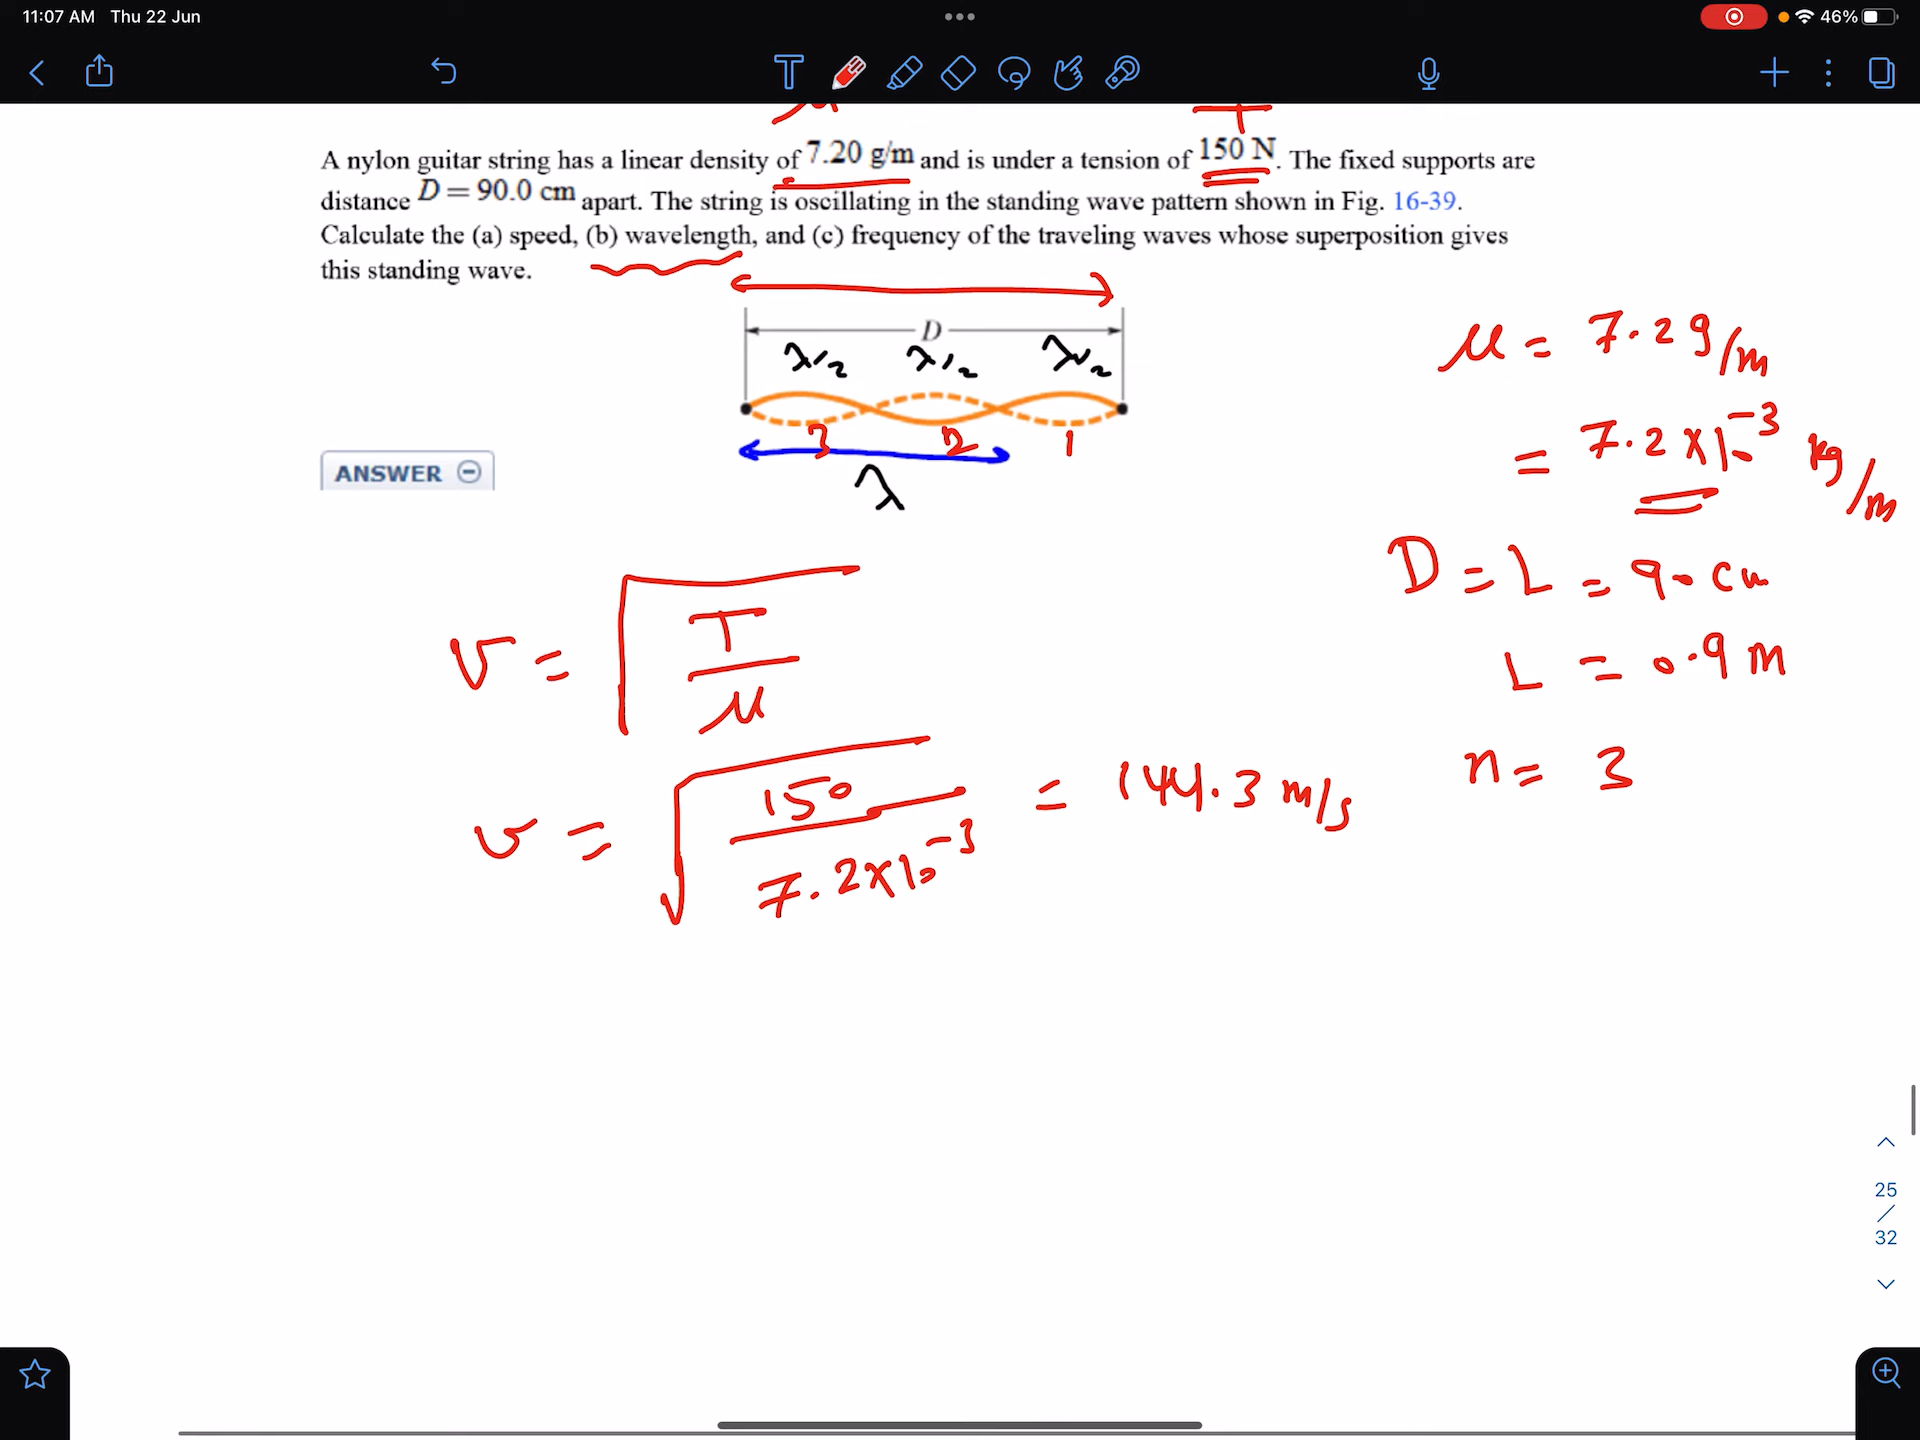 11:07 AM Thu 22 Jun
46%
T
μ
T
A nylon guitar string has a linear density of 7.20 g/m and is under a tension of 150 N. The fixed supports are
distance D = 90.0 cm apart. The string is oscillating in the standing wave pattern shown in Fig. 16-39.
Calculate the (a) speed, (b) wavelength, and (c) frequency of the traveling waves whose superposition gives
this standing wave.
D
λ/2 λ/2 λ/2
3 2 1
λ
ANSWER
μ = 7.2 g/m
= 7.2 x 10^-3 kg/m
D = L = 90 cm
L = 0.9 m
n = 3
v = √(T/μ)
v = √(150/7.2x10^-3) = 144.3 m/s
25
/
32